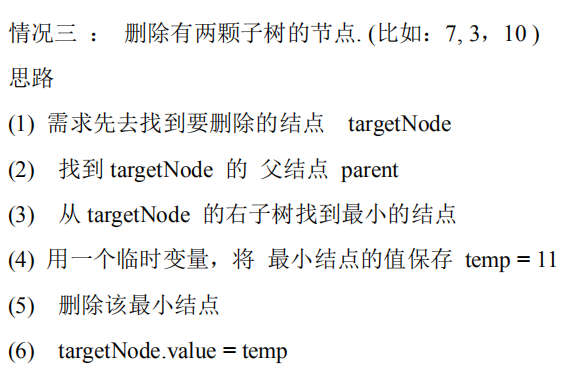 情况三 ： 删除有两颗子树的节点. (比如：7, 3，10 )
思路
(1) 需求先去找到要删除的结点 targetNode
(2) 找到 targetNode 的 父结点 parent
(3) 从 targetNode 的右子树找到最小的结点
(4) 用一个临时变量，将 最小结点的值保存 temp = 11
(5) 删除该最小结点
(6) targetNode.value = temp